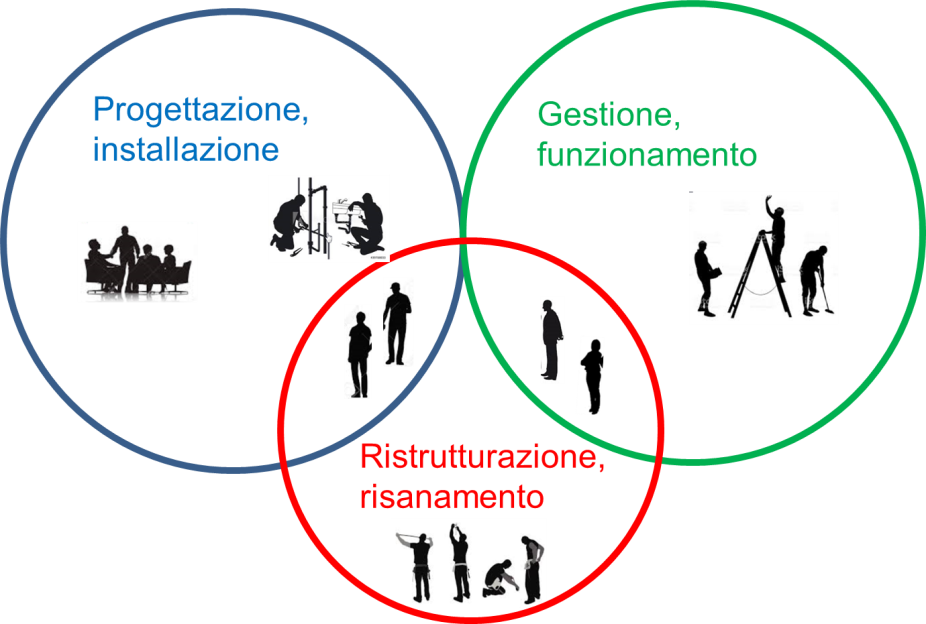 Progettazione,
installazione
Gestione,
funzionamento
Ristrutturazione,
risanamento